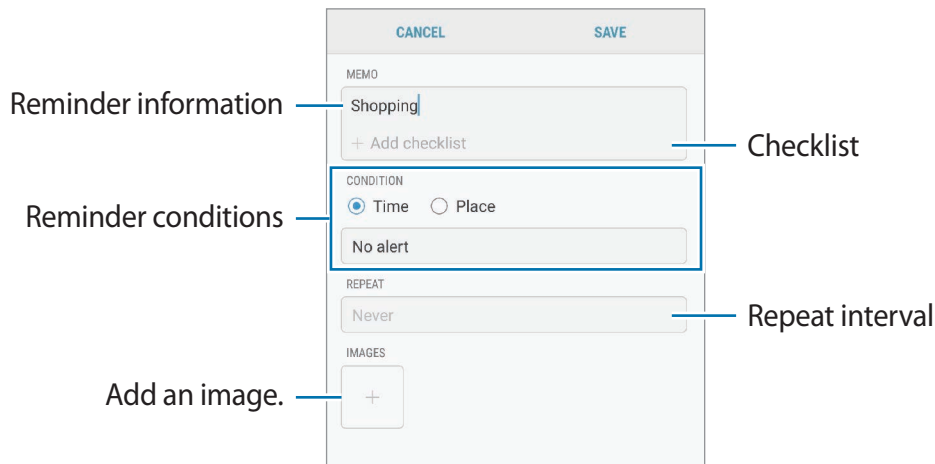 CANCEL SAVE
MEMO
Reminder information
Shopping
+ Add checklist
Checklist
CONDITION
Time Place
Reminder conditions
No alert
REPEAT
Never
Repeat interval
IMAGES
Add an image.
+